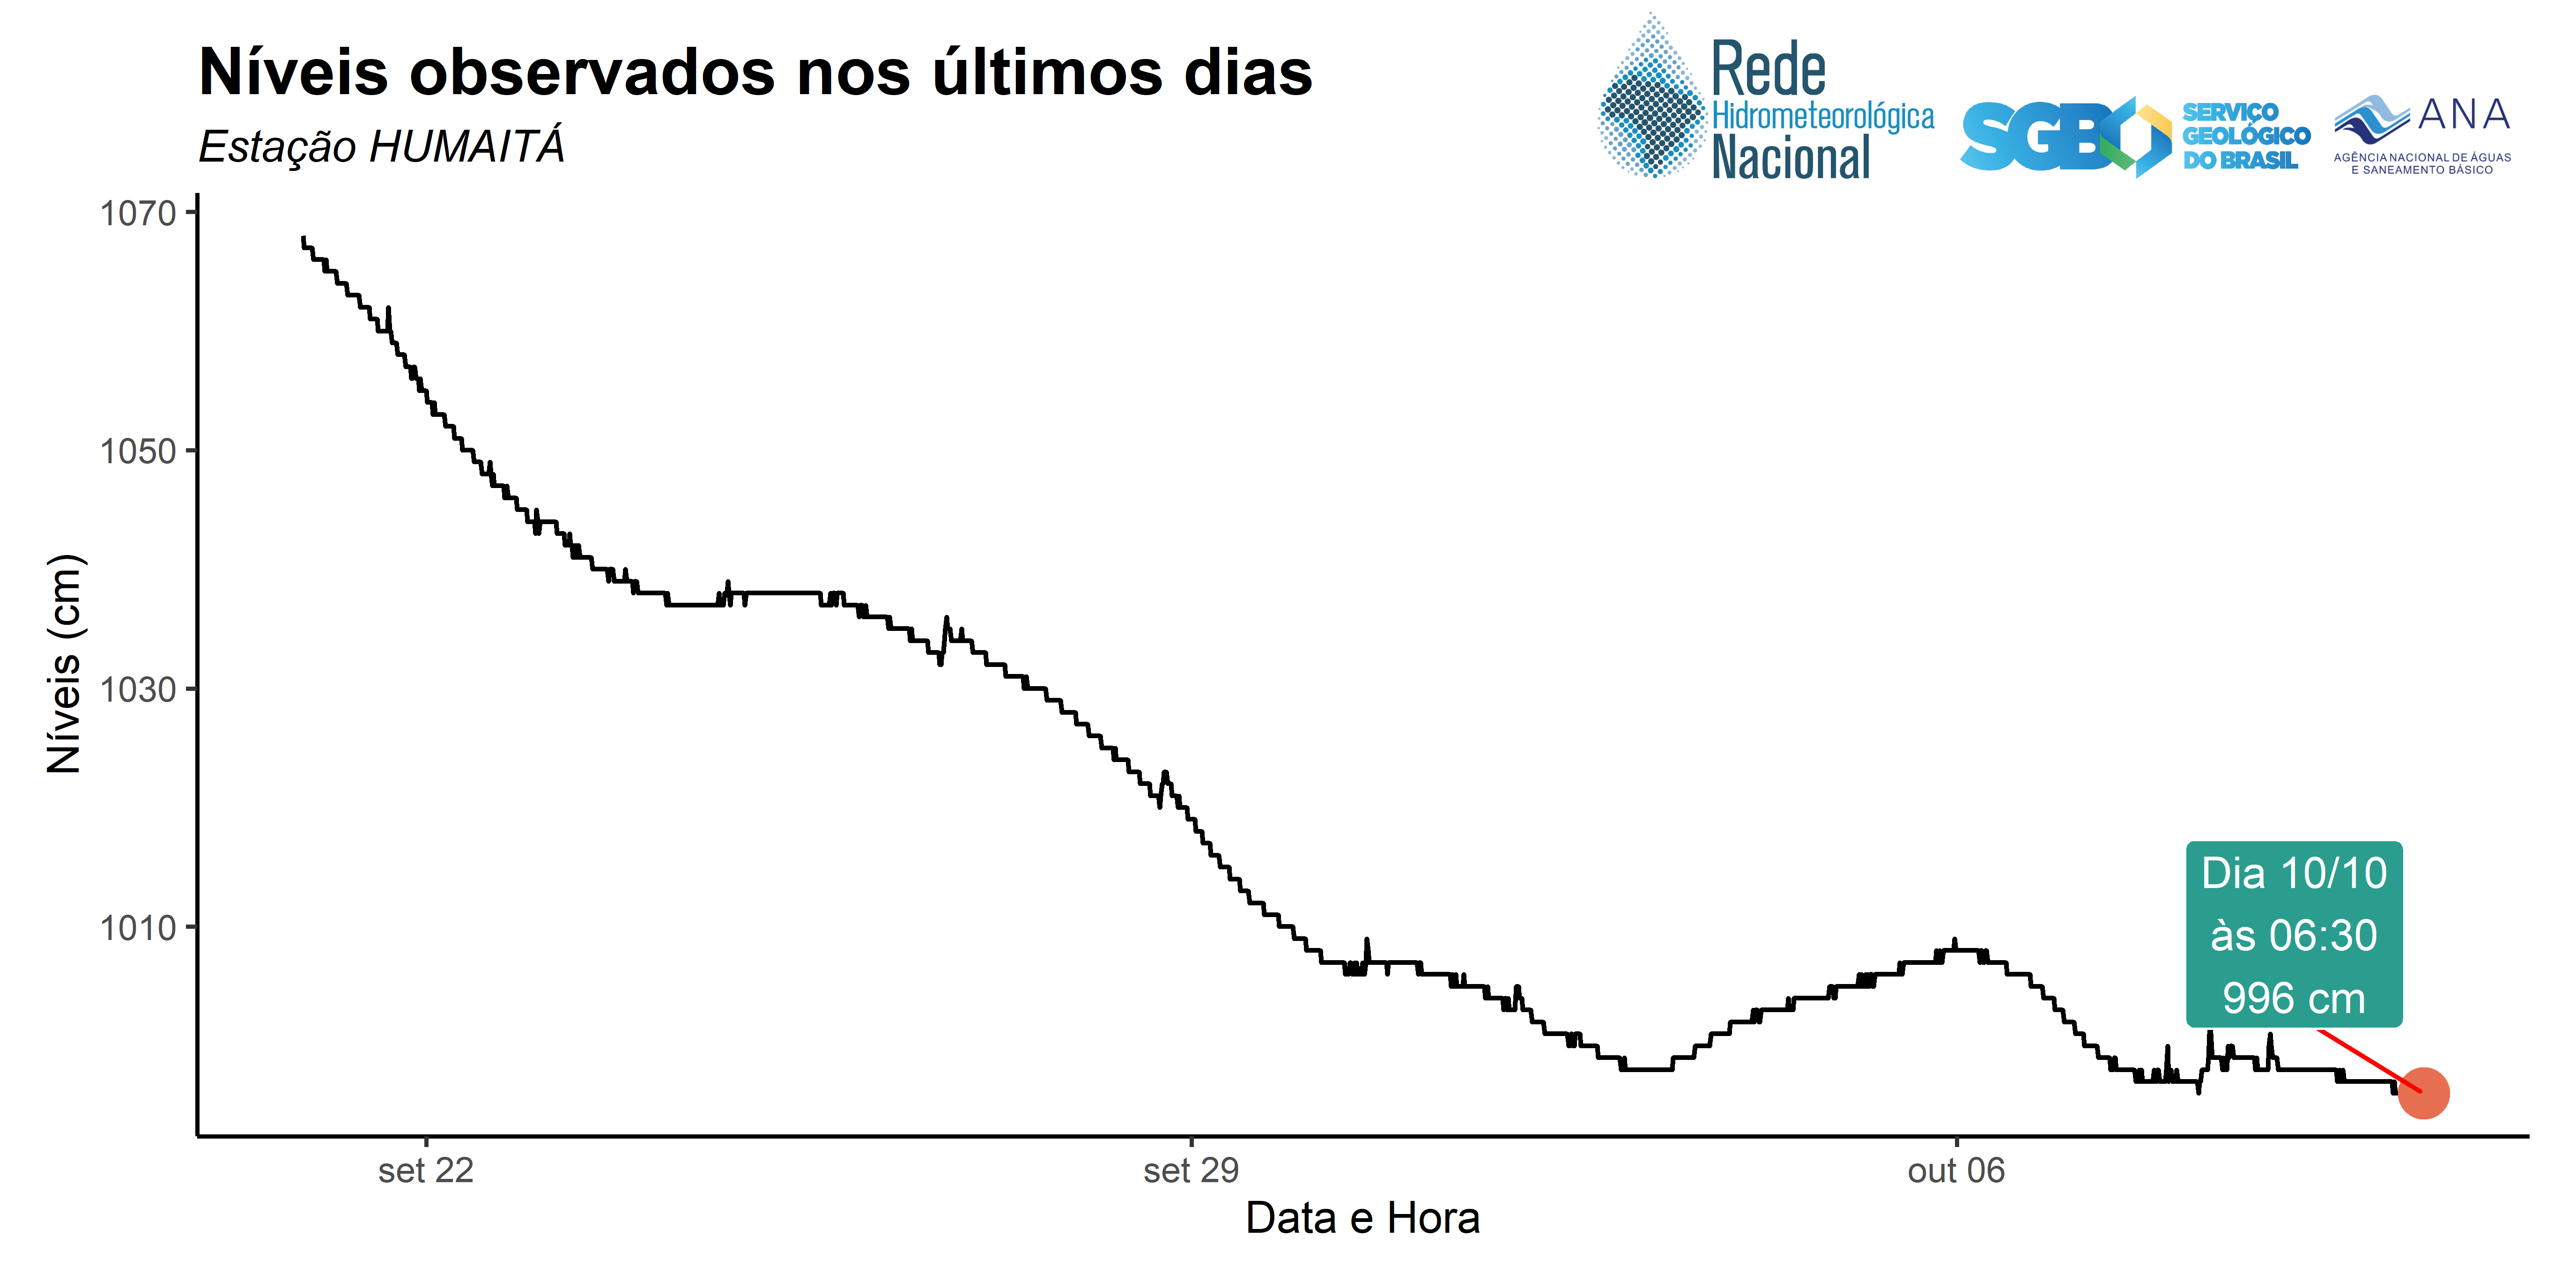 Níveis observados nos últimos dias
Estação HUMAITÁ
Rede
Hidrometeorológica
Nacional
SGB
SERVIÇO
GEOLÓGICO
DO BRASIL
ANA
AGÊNCIA NACIONAL DE ÁGUAS
E SANEAMENTO BÁSICO
Níveis (cm)
1070
1050
1030
1010
Dia 10/10
às 06:30
996 cm
set 22
set 29
out 06
Data e Hora